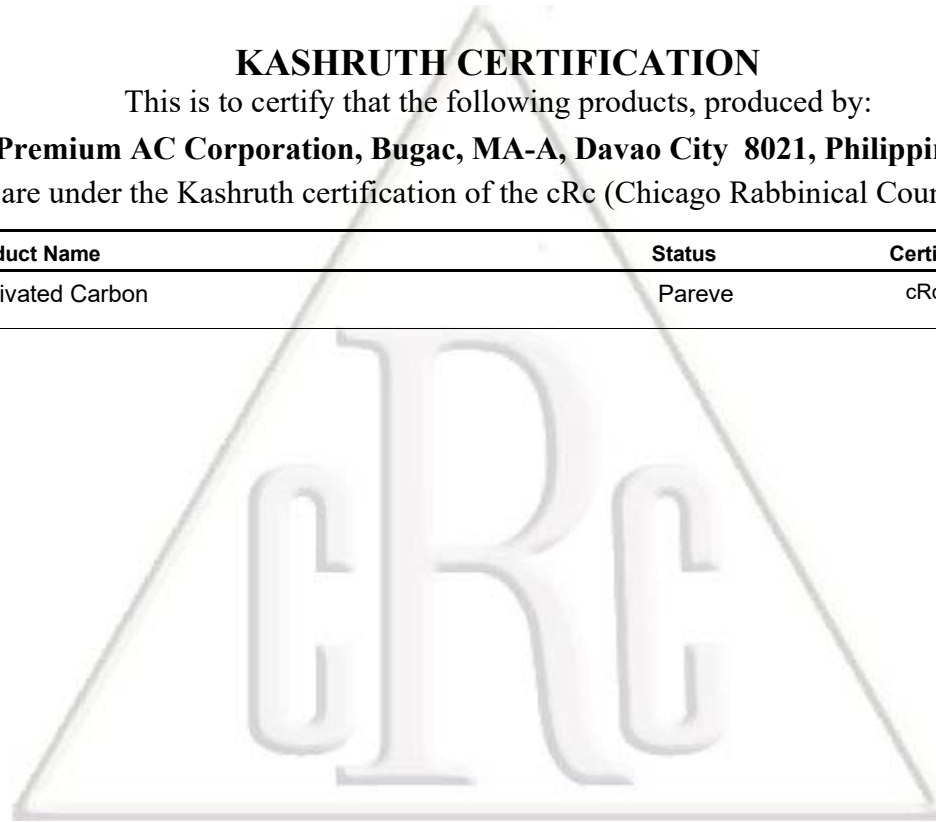 KASHRUTH CERTIFICATION
This is to certify that the following products, produced by:
Premium AC Corporation, Bugac, MA-A, Davao City 8021, Philippi
are under the Kashruth certification of the cRc (Chicago Rabbinical Coun
duct Name Status Certi
ivated Carbon Pareve cRc
cRc